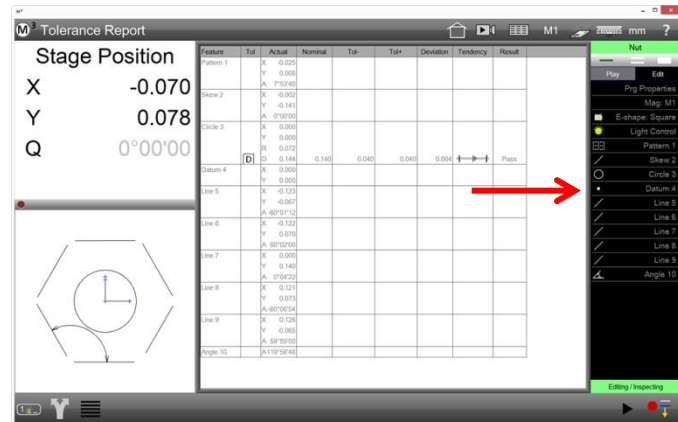 M³ Tolerance Report
M1
mm
?
Stage Position
X -0.070
Y 0.078
Q 0°00'00
Feature Tol Actual Nominal Tol- Tol+ Deviation Tendency Result
Pattern 1 X -0.025
Y 0.008
A 7°53'40
Skew 2 X -0.002
Y -0.141
A 0°00'00
Circle 3 X 0.000
Y 0.000
R 0.072
D D 0.144 0.140 0.040 0.040 0.004 Pass
Datum 4 X 0.000
Y 0.000
Line 5 X -0.123
Y -0.067
A -60°01'12
Line 6 X -0.122
Y 0.070
A 60°02'00
Line 7 X 0.000
Y 0.140
A 0°04'22
Line 8 X 0.121
Y 0.073
A -60°06'54
Line 9 X 0.126
Y -0.065
A 59°55'00
Angle 10 A 119°58'48
Nut
Play Edit
Prg Properties
Mag: M1
E-shape: Square
Light Control
Pattern 1
Skew 2
Circle 3
Datum 4
Line 5
Line 6
Line 7
Line 8
Line 9
Angle 10
Editing / Inspecting